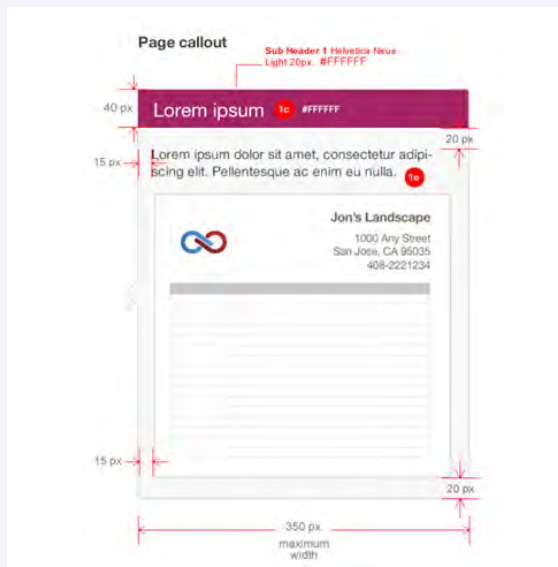 Page callout
Sub Header 1 Helvetica Neue
Light 20px. #FFFFFF
40 px
Lorem ipsum 1c #FFFFFF
20 px
15 px
Lorem ipsum dolor sit amet, consectetur adipi-
scing elit. Pellentesque ac enim eu nulla. 1e
Jon's Landscape
1000 Any Street
San Jose, CA 95035
408-2221234
15 px
20 px
350 px
maximum
width